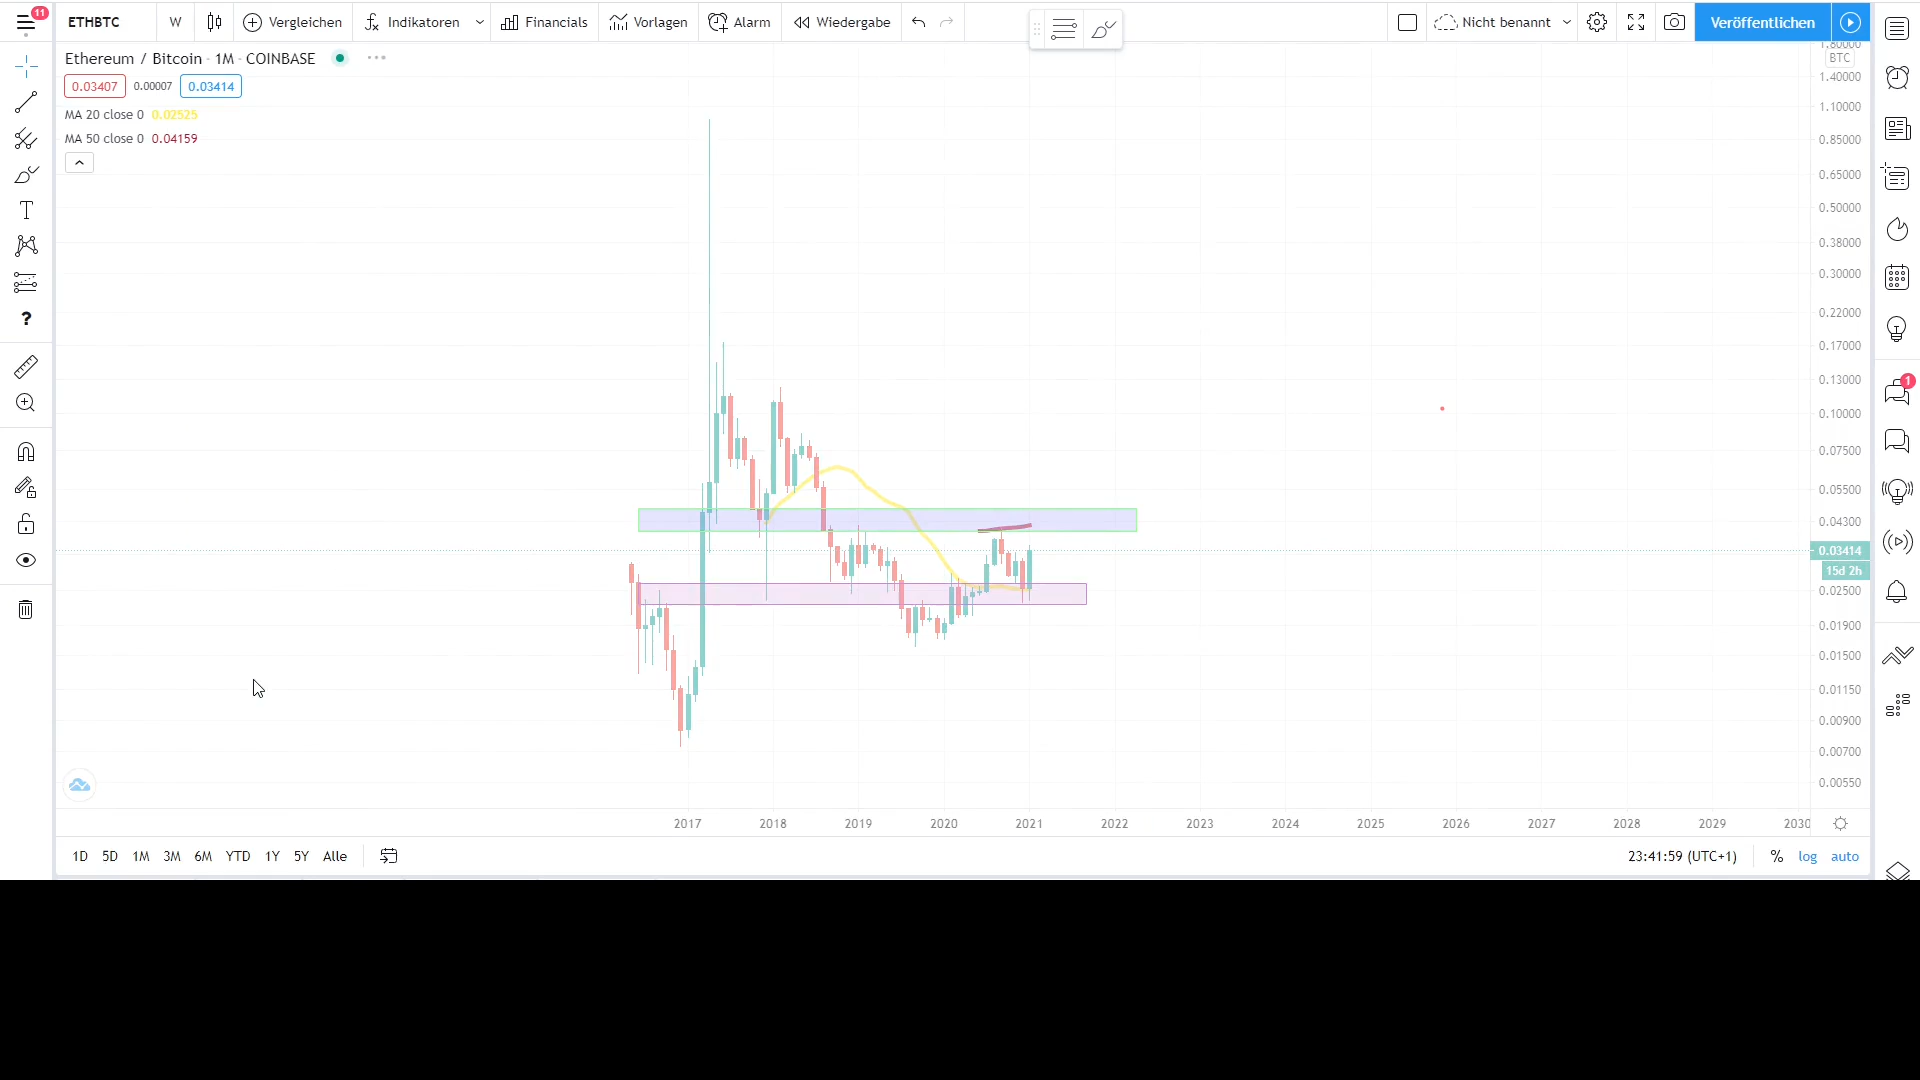 11
ETHBTC
W
Vergleichen
Indikatoren
Financials
Vorlagen
Alarm
Wiedergabe
Nicht benannt
Veröffentlichen
Ethereum / Bitcoin · 1M · COINBASE
0.03407
0.00007
0.03414
MA 20 close 0 0.02525
MA 50 close 0 0.04159
T
?
1.80000
BTC
1.40000
1.10000
0.85000
0.65000
0.50000
0.38000
0.30000
0.22000
0.17000
0.13000
0.10000
0.07500
0.05500
0.04300
0.03414
15d 2h
0.02500
0.01900
0.01500
0.01150
0.00900
0.00700
0.00550
1
2017 2018 2019 2020 2021 2022 2023 2024 2025 2026 2027 2028 2029 2030
1D 5D 1M 3M 6M YTD 1Y 5Y Alle
23:41:59 (UTC+1)
% log auto